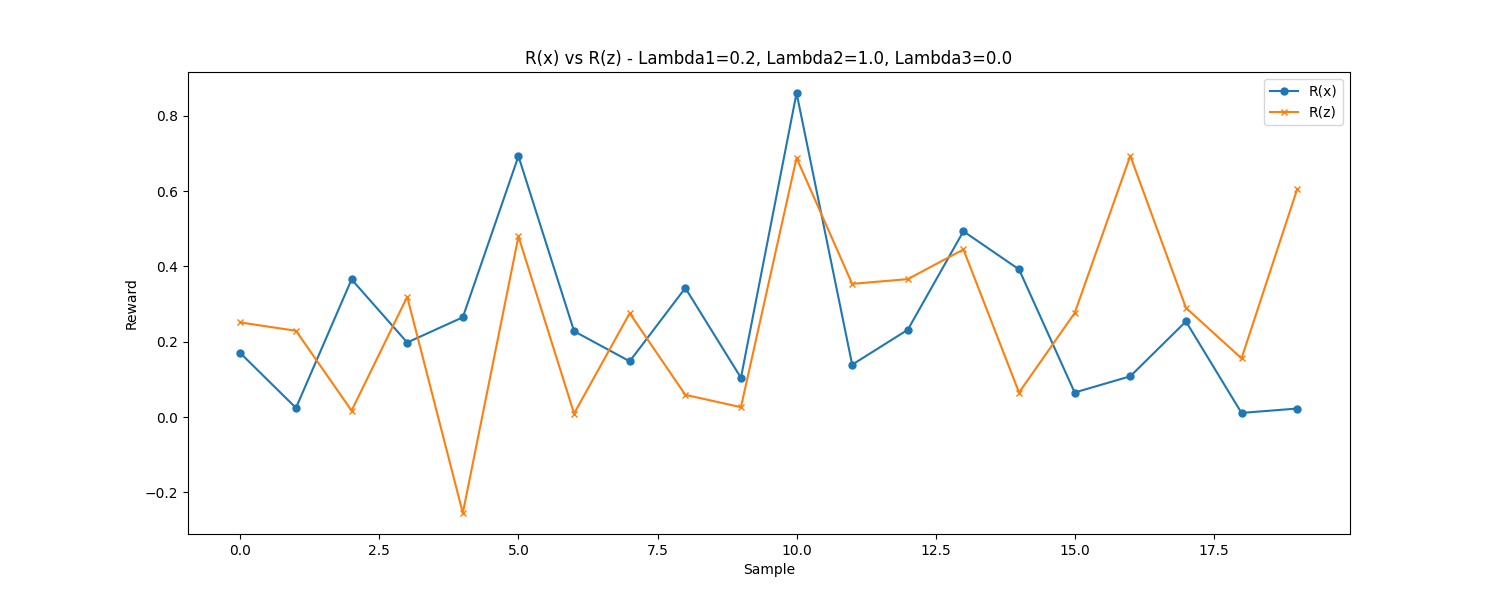 R(x) vs R(z) - Lambda1=0.2, Lambda2=1.0, Lambda3=0.0
R(x)
R(z)
Reward
0.8
0.6
0.4
0.2
0.0
−0.2
0.0 2.5 5.0 7.5 10.0 12.5 15.0 17.5
Sample